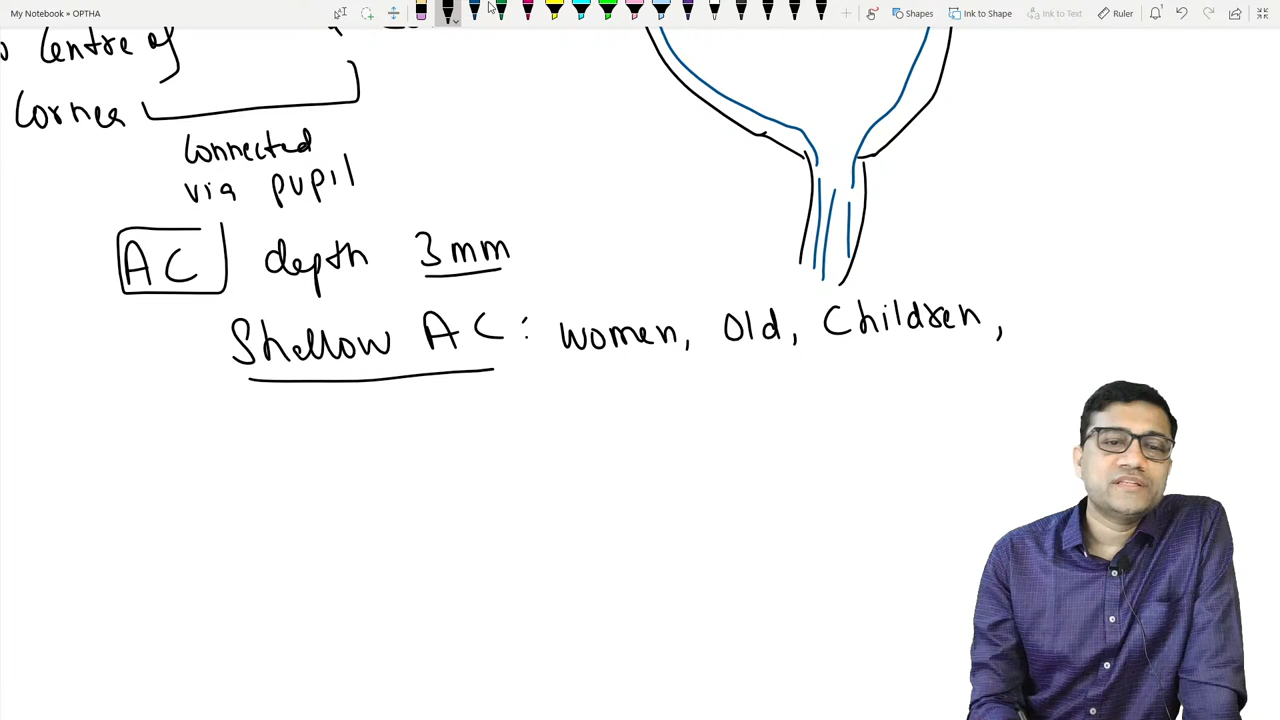 My Notebook » OPTHA
Shapes
Ink to Shape
Ink to Text
Ruler
Centre of
Cornea
Connected
via pupil
AC depth 3mm
Shallow AC: women, Old, Children,